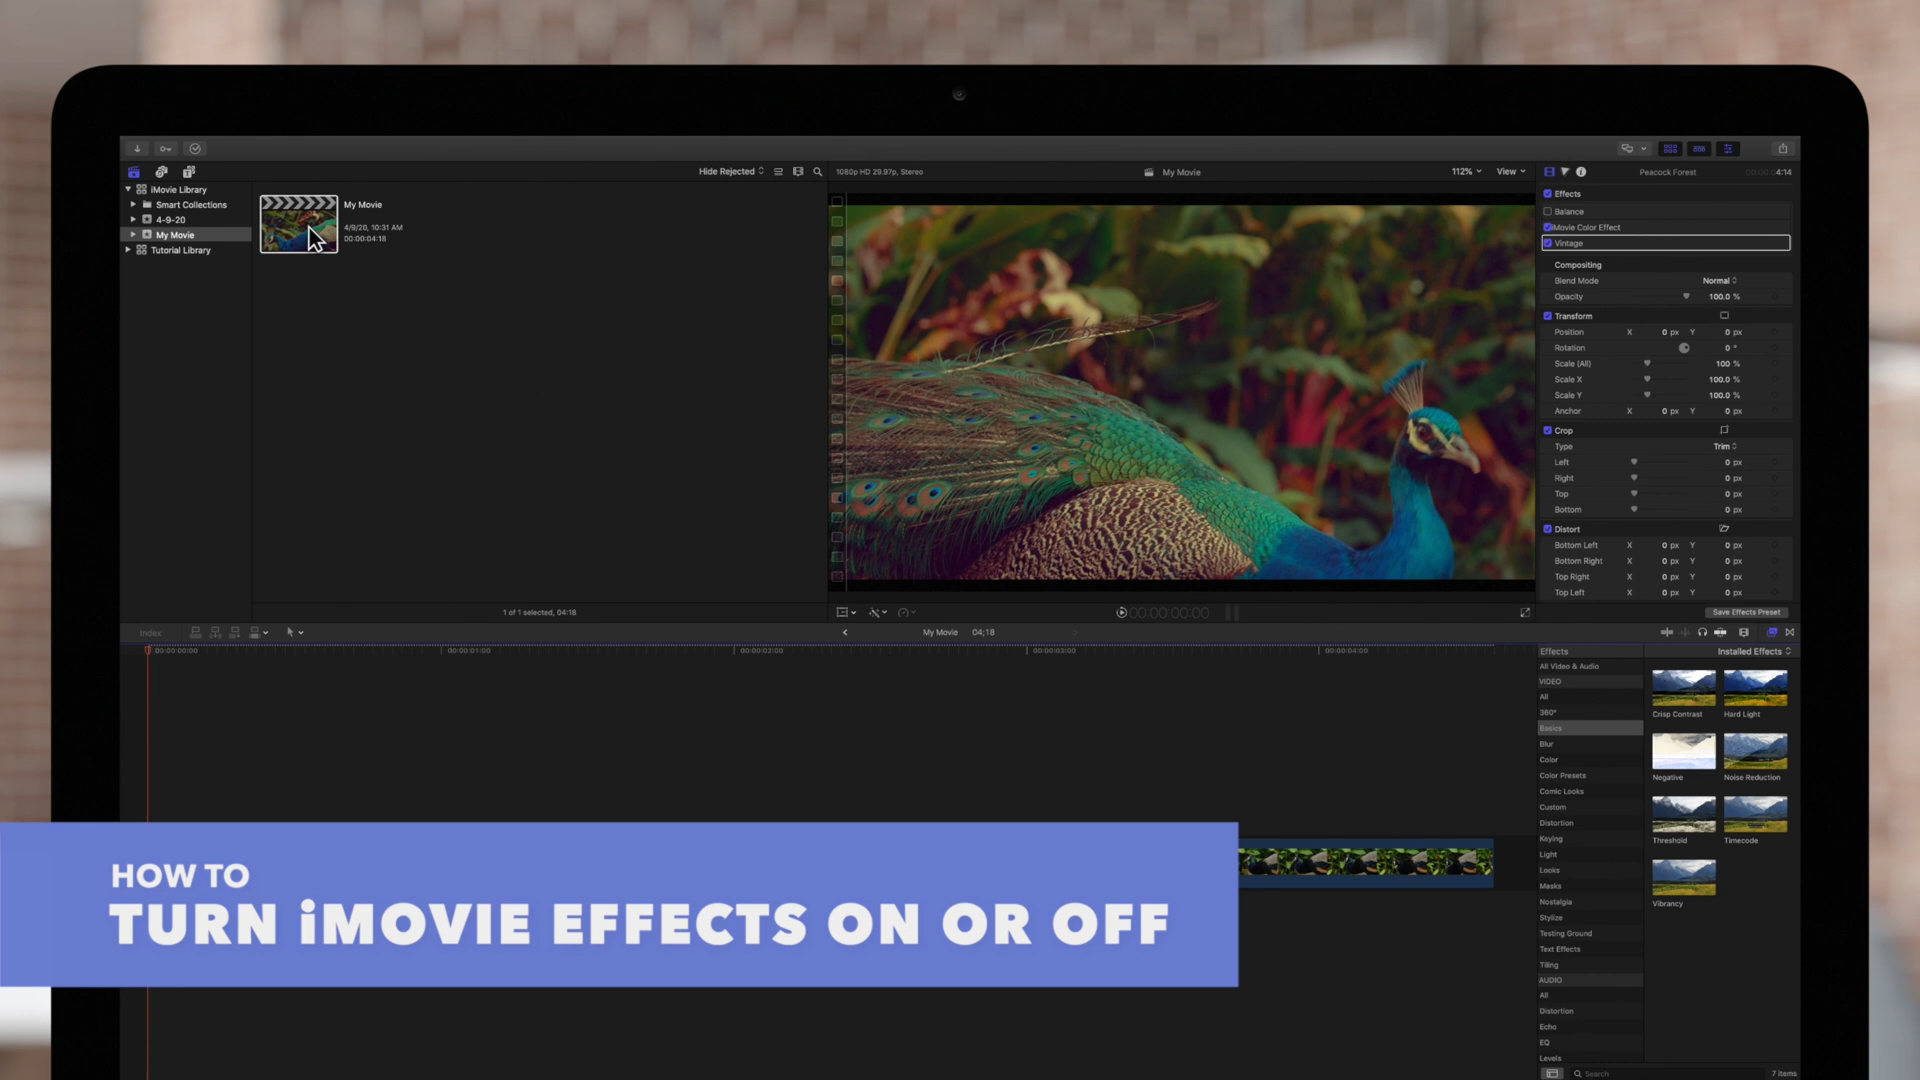 Hide Rejected
1080p HD 29.97p, Stereo
My Movie
112%
View
Peacock Forest
4:14
iMovie Library
Smart Collections
4-9-20
My Movie
Tutorial Library
My Movie
4/9/20, 10:31 AM
00:00:04:18
1 of 1 selected, 04:18
Effects
Balance
Movie Color Effect
Vintage
Compositing
Blend Mode Normal
Opacity 100.0 %
Transform
Position X 0 px Y 0 px
Rotation 0 °
Scale (All) 100 %
Scale X 100.0 %
Scale Y 100.0 %
Anchor X 0 px Y 0 px
Crop
Type Trim
Left 0 px
Right 0 px
Top 0 px
Bottom 0 px
Distort
Bottom Left X 0 px Y 0 px
Bottom Right X 0 px Y 0 px
Top Right X 0 px Y 0 px
Top Left X 0 px Y 0 px
Save Effects Preset
00:00:00:00
Index
My Movie 04;18
00:00:00:00
00:00:01:00
00:00:02:00
00:00:03:00
00:00:04:00
Effects
Installed Effects
All Video & Audio
VIDEO
All
360°
Basics
Blur
Color
Color Presets
Comic Looks
Custom
Distortion
Keying
Light
Looks
Masks
Nostalgia
Stylize
Testing Ground
Text Effects
Tiling
AUDIO
All
Distortion
Echo
EQ
Levels
Crisp Contrast
Hard Light
Negative
Noise Reduction
Threshold
Timecode
Vibrancy
Search
7 items
HOW TO
TURN iMOVIE EFFECTS ON OR OFF